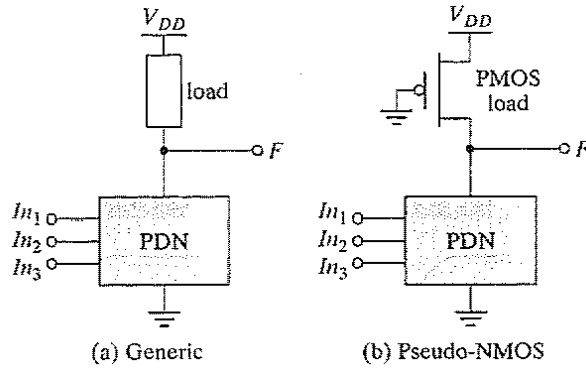 V_DD
load
F
In_1
In_2
In_3
PDN
(a) Generic
V_DD
PMOS
load
F
In_1
In_2
In_3
PDN
(b) Pseudo-NMOS